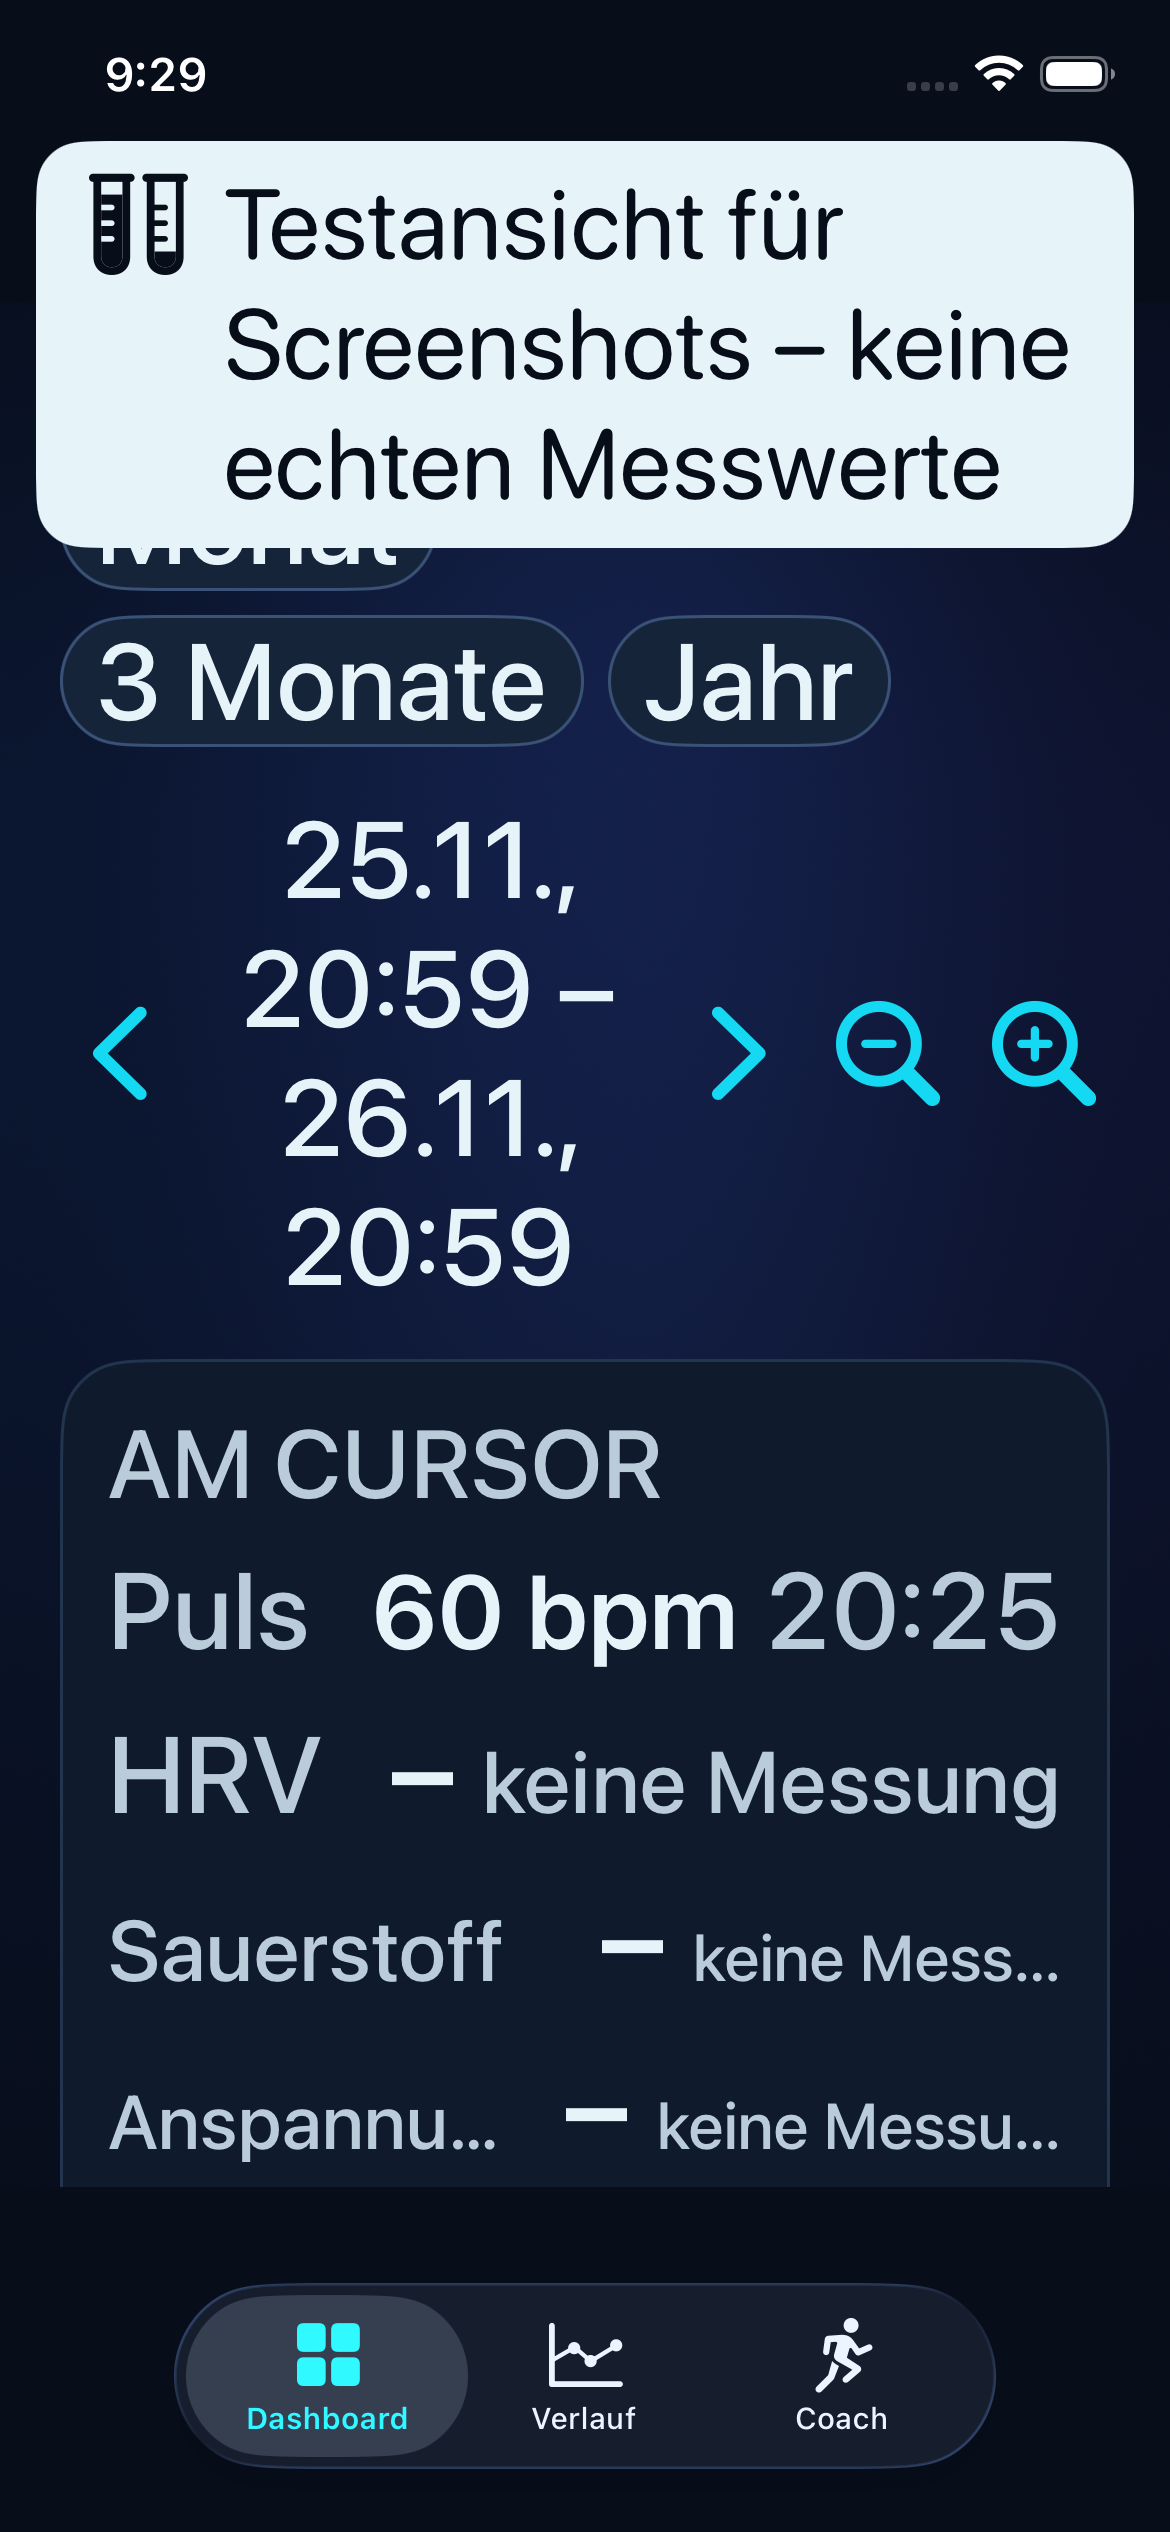 9:29
Testansicht für
Screenshots – keine
echten Messwerte
Monat
3 Monate
Jahr
25.11.,
20:59 –
26.11.,
20:59
AM CURSOR
Puls 60 bpm 20:25
HRV – keine Messung
Sauerstoff – keine Mess...
Anspannu... – keine Messu...
Dashboard
Verlauf
Coach